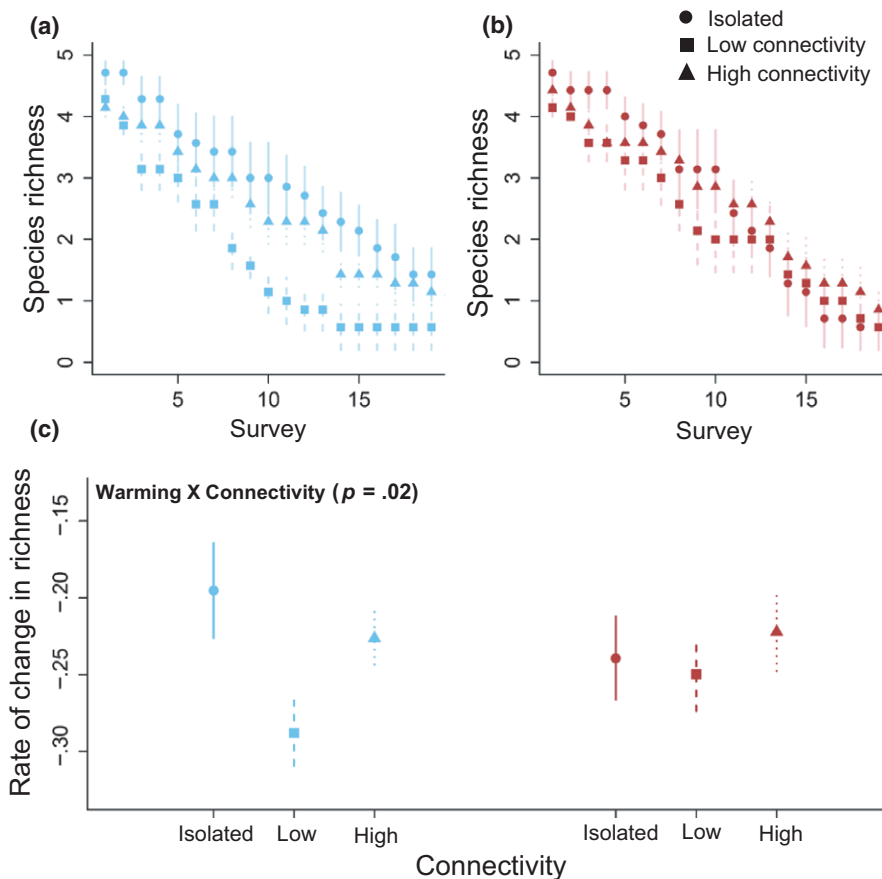 (a)
(b)
Isolated
Low connectivity
High connectivity
Species richness
0
1
2
3
4
5
5
10
15
Survey
Species richness
0
1
2
3
4
5
5
10
15
Survey
(c)
Warming X Connectivity (p = .02)
Rate of change in richness
−.15
−.20
−.25
−.30
Isolated
Low
High
Isolated
Low
High
Connectivity